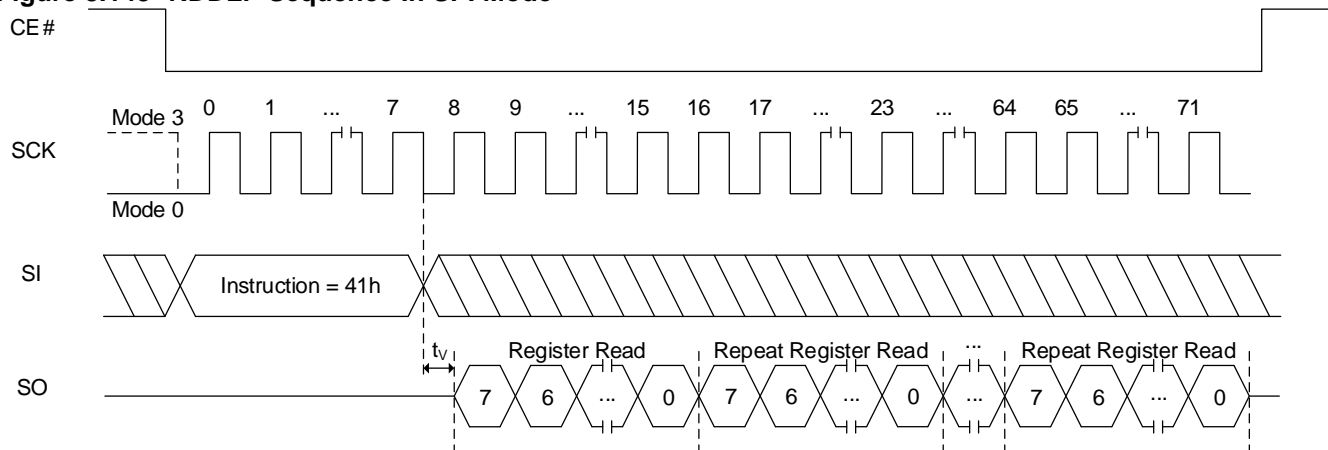 CE#
Mode 3 0 1 ... 7 8 9 ... 15 16 17 ... 23 ... 64 65 ... 71
SCK
Mode 0
SI Instruction = 41h
tV Register Read Repeat Register Read ... Repeat Register Read
SO 7 6 ... 0 7 6 ... 0 ... 7 6 ... 0